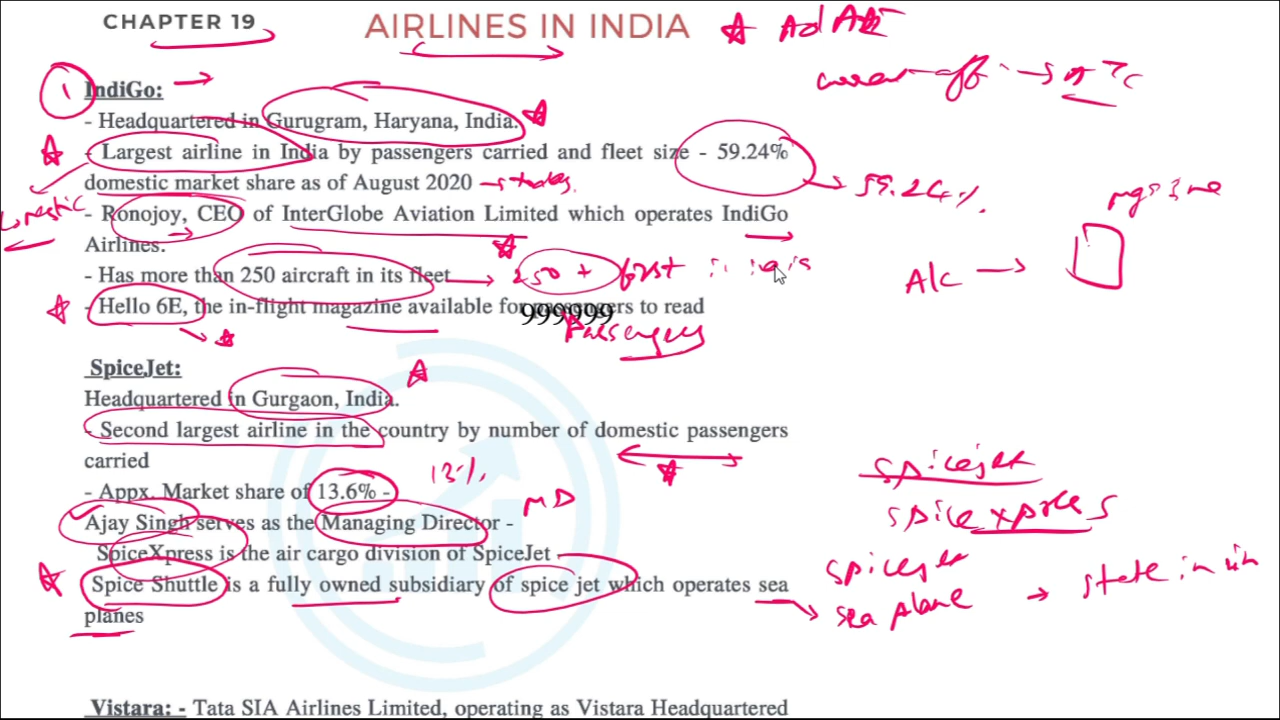 CHAPTER 19 AIRLINES IN INDIA
IndiGo:
- Headquartered in Gurugram, Haryana, India.
- Largest airline in India by passengers carried and fleet size - 59.24%
domestic market share as of August 2020
59.24%
- Ronojoy, CEO of InterGlobe Aviation Limited which operates IndiGo
Airlines.
- Has more than 250 aircraft in its fleet
250 + first
A/c
- Hello 6E, the in-flight magazine available for passengers to read
999999
Passengers
SpiceJet:
Headquartered in Gurgaon, India.
- Second largest airline in the country by number of domestic passengers
carried
13%
spicejet
- Appx. Market share of 13.6% -
MD
spicexpress
Ajay Singh serves as the Managing Director -
SpiceXpress is the air cargo division of SpiceJet
spicejet
Spice Shuttle is a fully owned subsidiary of spice jet which operates sea
planes
sea plane
Vistara: - Tata SIA Airlines Limited, operating as Vistara Headquartered